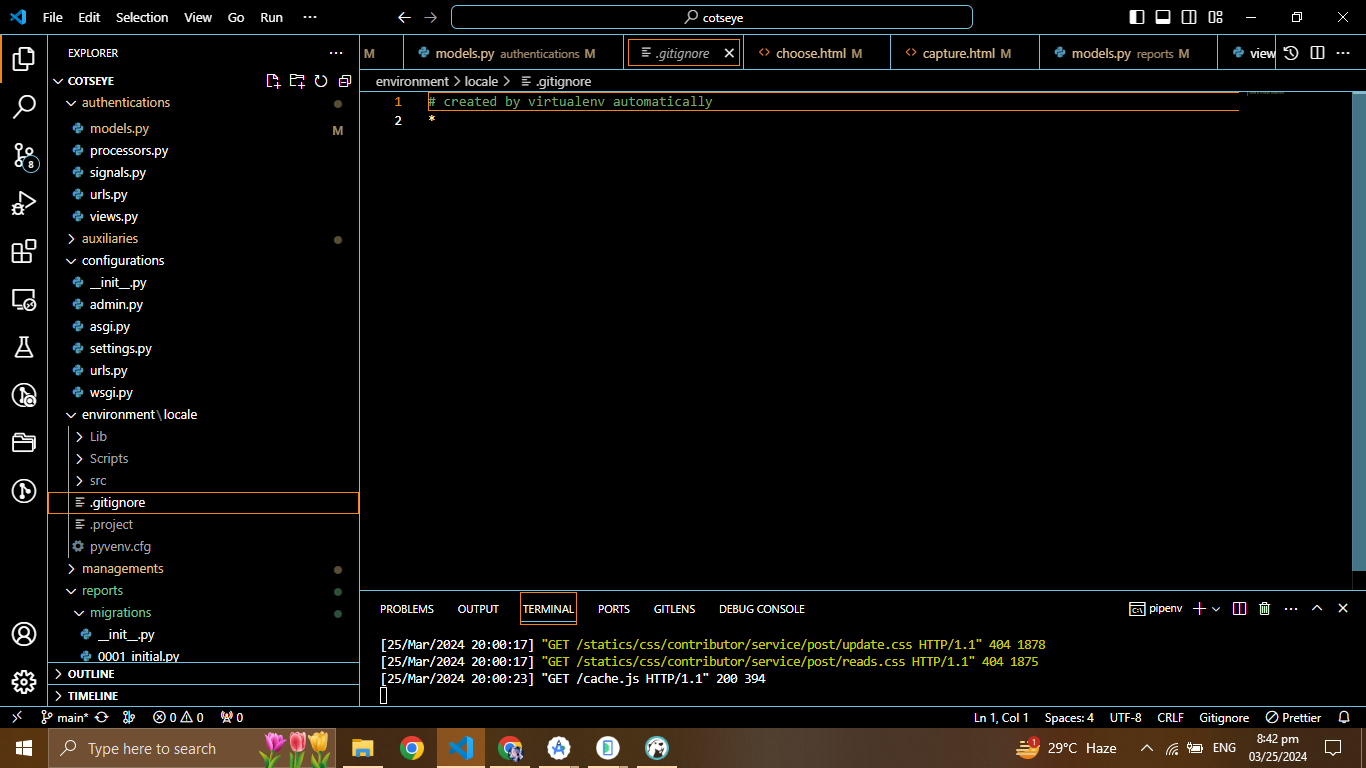 File Edit Selection View Go Run ···
cotseye
EXPLORER ···
COTSEYE
authentications
models.py M
processors.py
signals.py
urls.py
views.py
auxiliaries
configurations
__init__.py
admin.py
asgi.py
settings.py
urls.py
wsgi.py
environment\locale
Lib
Scripts
src
.gitignore
.project
pyvenv.cfg
managements
reports
migrations
__init__.py
0001_initial.py
OUTLINE
TIMELINE
8
M models.py authentications M .gitignore choose.html M capture.html M models.py reports M view
environment > locale > .gitignore
1 # created by virtualenv automatically
2 *
PROBLEMS OUTPUT TERMINAL PORTS GITLENS DEBUG CONSOLE pipenv
[25/Mar/2024 20:00:17] "GET /statics/css/contributor/service/post/update.css HTTP/1.1" 404 1878
[25/Mar/2024 20:00:17] "GET /statics/css/contributor/service/post/reads.css HTTP/1.1" 404 1875
[25/Mar/2024 20:00:23] "GET /cache.js HTTP/1.1" 200 394
main* 0 0 0 Ln 1, Col 1 Spaces: 4 UTF-8 CRLF Gitignore Prettier
Type here to search 1 29°C Haze ENG 8:42 pm
03/25/2024